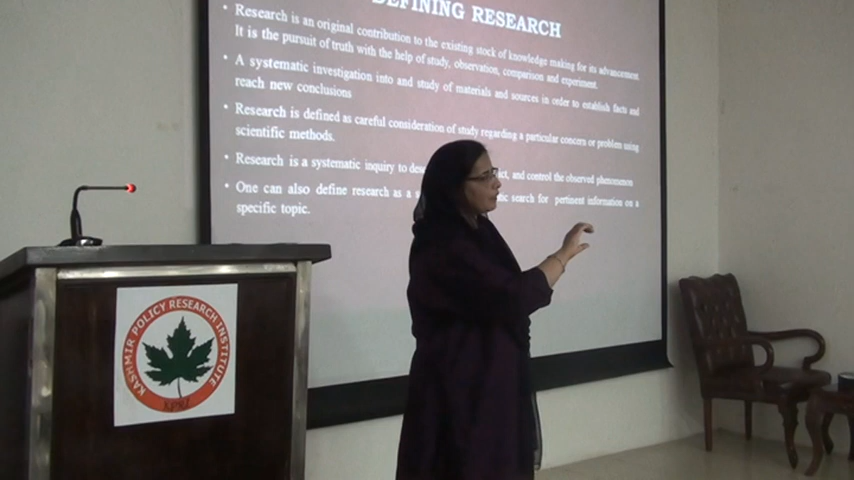 DEFINING RESEARCH
• Research is an original contribution to the existing stock of knowledge making for its advancement.
It is the pursuit of truth with the help of study, observation, comparison and experiment.
• A systematic investigation into and study of materials and sources in order to establish facts and
reach new conclusions
• Research is defined as careful consideration of study regarding a particular concern or problem using
scientific methods.
• Research is a systematic inquiry to and control the observed phenomenon
• One can also define research as a search for pertinent information on a
specific topic.
KASHMIR POLICY RESEARCH INSTITUTE
KPRI